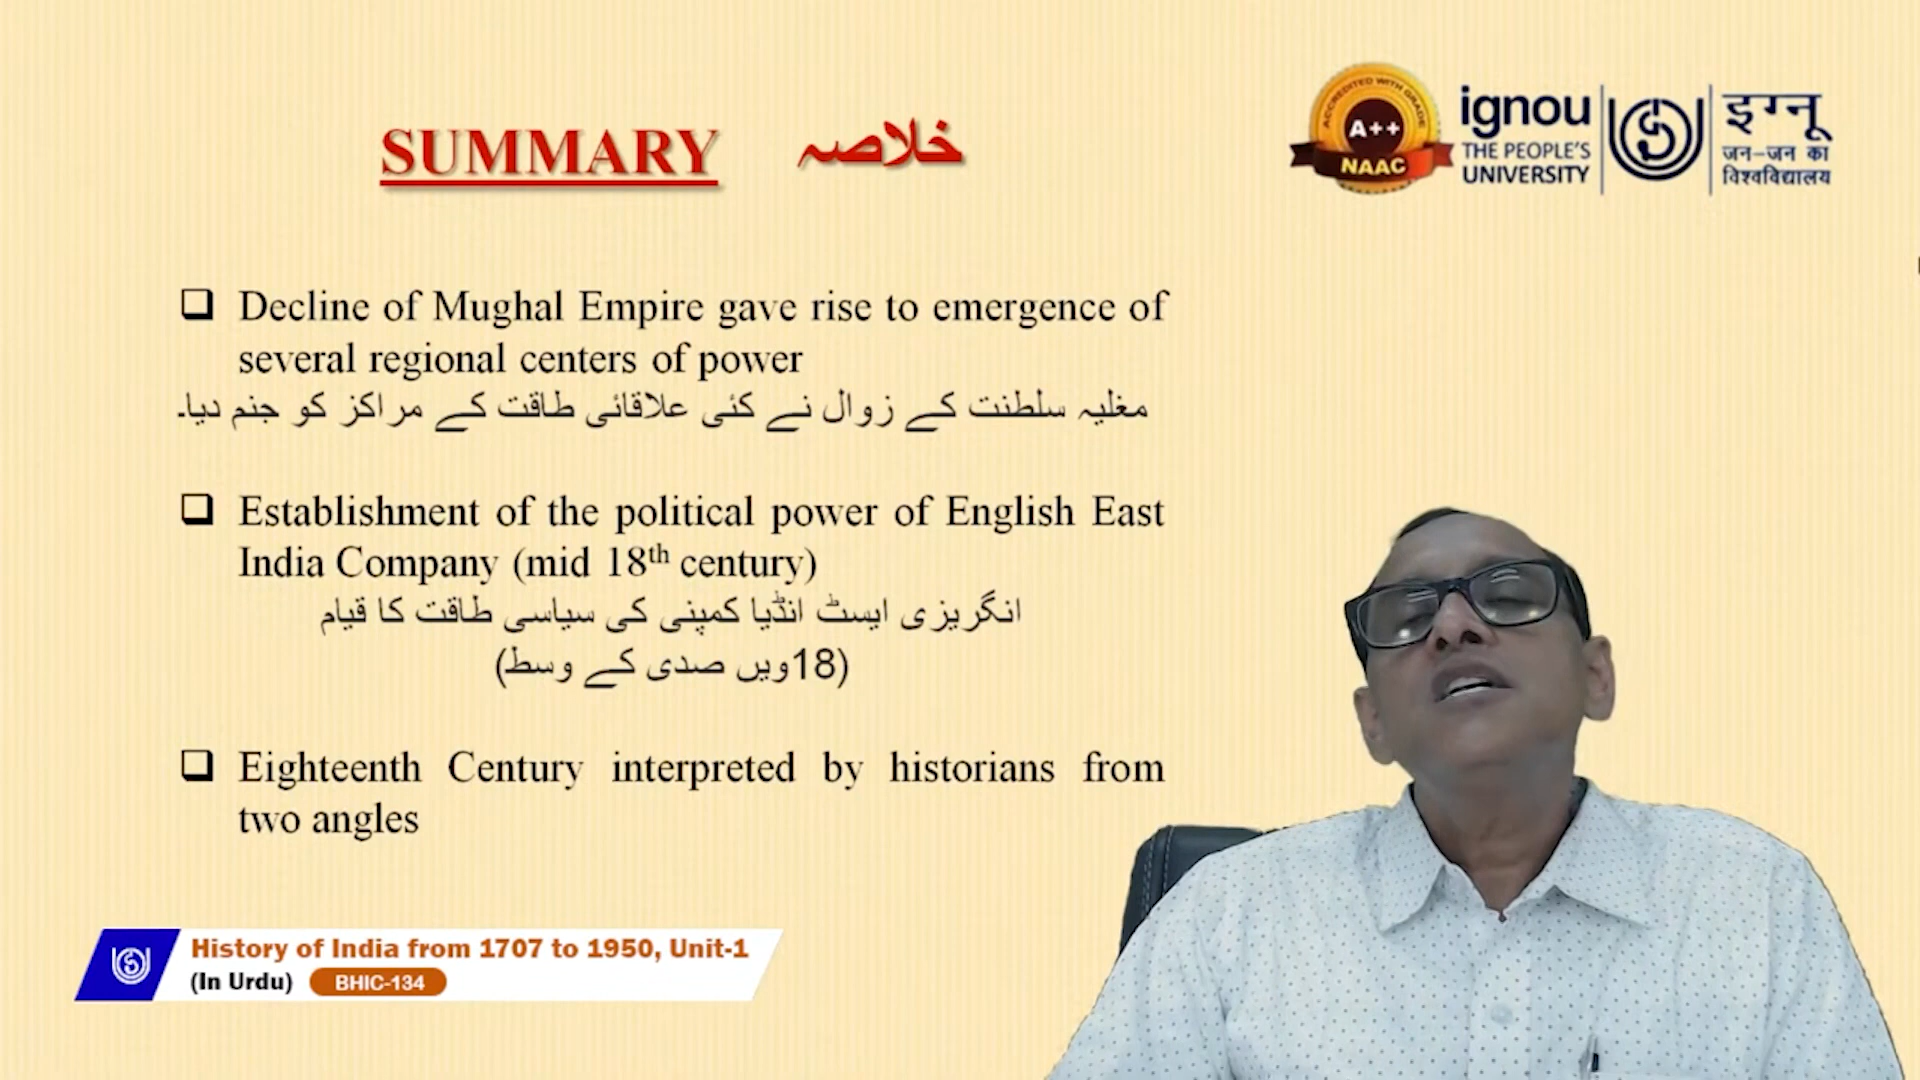 SUMMARY خلاصہ
ACCREDITED WITH GRADE
A++
NAAC
ignou
THE PEOPLE'S
UNIVERSITY
इग्नू
जन-जन का
विश्वविद्यालय
❑ Decline of Mughal Empire gave rise to emergence of
several regional centers of power
مغلیہ سلطنت کے زوال نے کئی علاقائی طاقت کے مراکز کو جنم دیا۔
❑ Establishment of the political power of English East
India Company (mid 18th century)
انگریزی ایسٹ انڈیا کمپنی کی سیاسی طاقت کا قیام
(18ویں صدی کے وسط)
❑ Eighteenth Century interpreted by historians from
two angles
History of India from 1707 to 1950, Unit-1
(In Urdu) BHIC-134